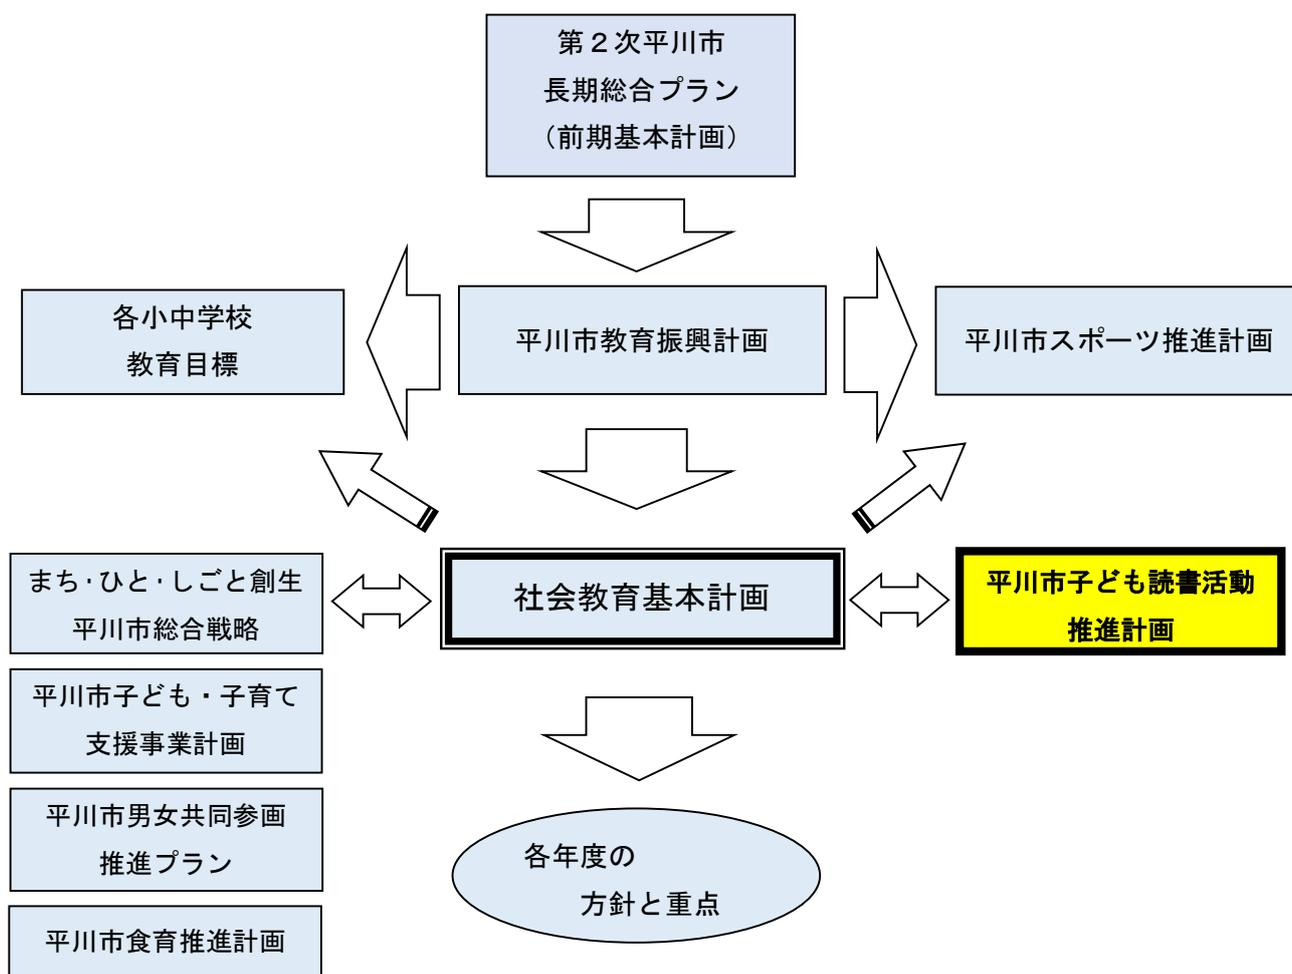 第２次平川市
長期総合プラン
（前期基本計画）
各小中学校
教育目標
平川市教育振興計画
平川市スポーツ推進計画
まち・ひと・しごと創生
平川市総合戦略
社会教育基本計画
平川市子ども読書活動
推進計画
平川市子ども・子育て
支援事業計画
平川市男女共同参画
推進プラン
平川市食育推進計画
各年度の
方針と重点